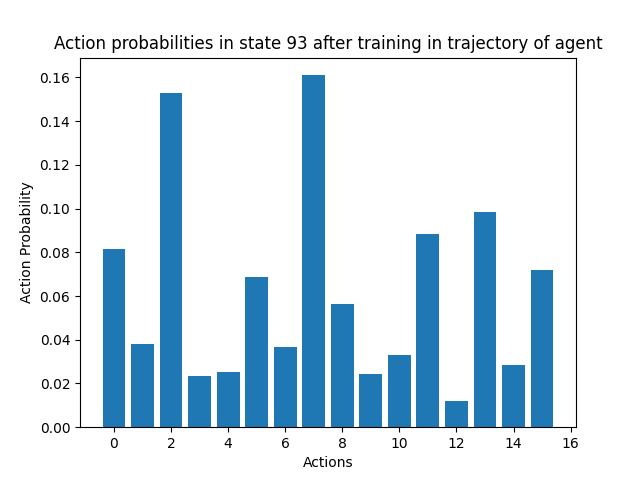 Action probabilities in state 93 after training in trajectory of agent
0.16
0.14
0.12
0.10
0.08
0.06
0.04
0.02
0.00
Action Probability
0 2 4 6 8 10 12 14 16
Actions